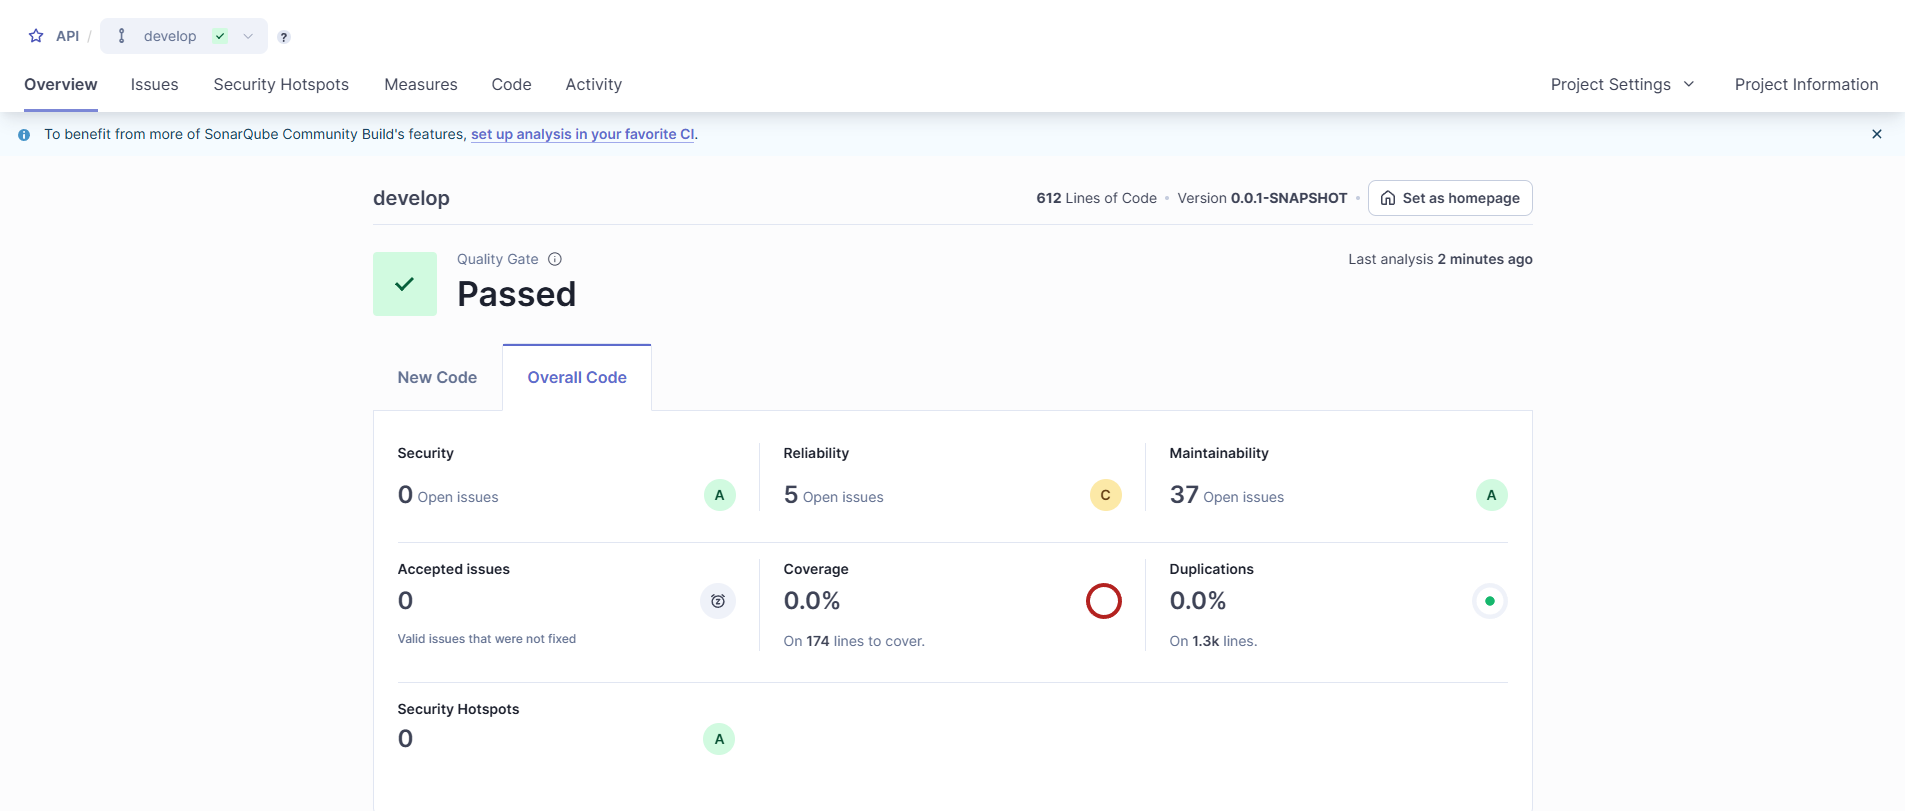 API / develop ?
Overview Issues Security Hotspots Measures Code Activity Project Settings Project Information
To benefit from more of SonarQube Community Build's features, set up analysis in your favorite CI.
develop 612 Lines of Code • Version 0.0.1-SNAPSHOT • Set as homepage
Quality Gate Last analysis 2 minutes ago
Passed
New Code Overall Code
Security Reliability Maintainability
0 Open issues A 5 Open issues C 37 Open issues A
Accepted issues Coverage Duplications
0 0.0% 0.0%
Valid issues that were not fixed On 174 lines to cover. On 1.3k lines.
Security Hotspots
0 A